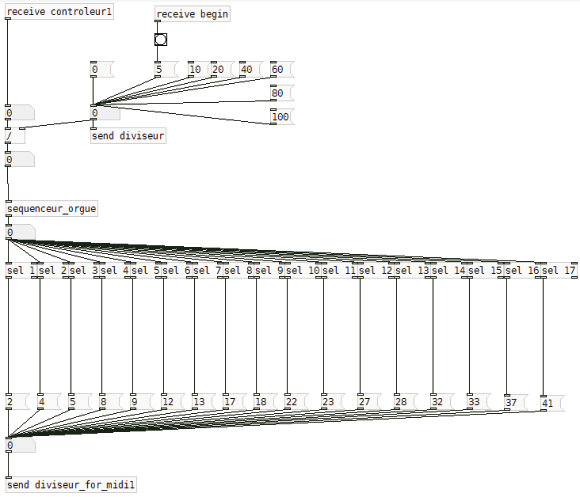 receive controleur1
receive begin
0 5 10 20 40 60
80
100
0 0
send diviseur
/
0
sequenceur_orgue
0
sel 1 sel 2 sel 3 sel 4 sel 5 sel 6 sel 7 sel 8 sel 9 sel 10 sel 11 sel 12 sel 13 sel 14 sel 15 sel 16 sel 17
2 4 5 8 9 12 13 17 18 22 23 27 28 32 33 37 41
0
send diviseur_for_midi1